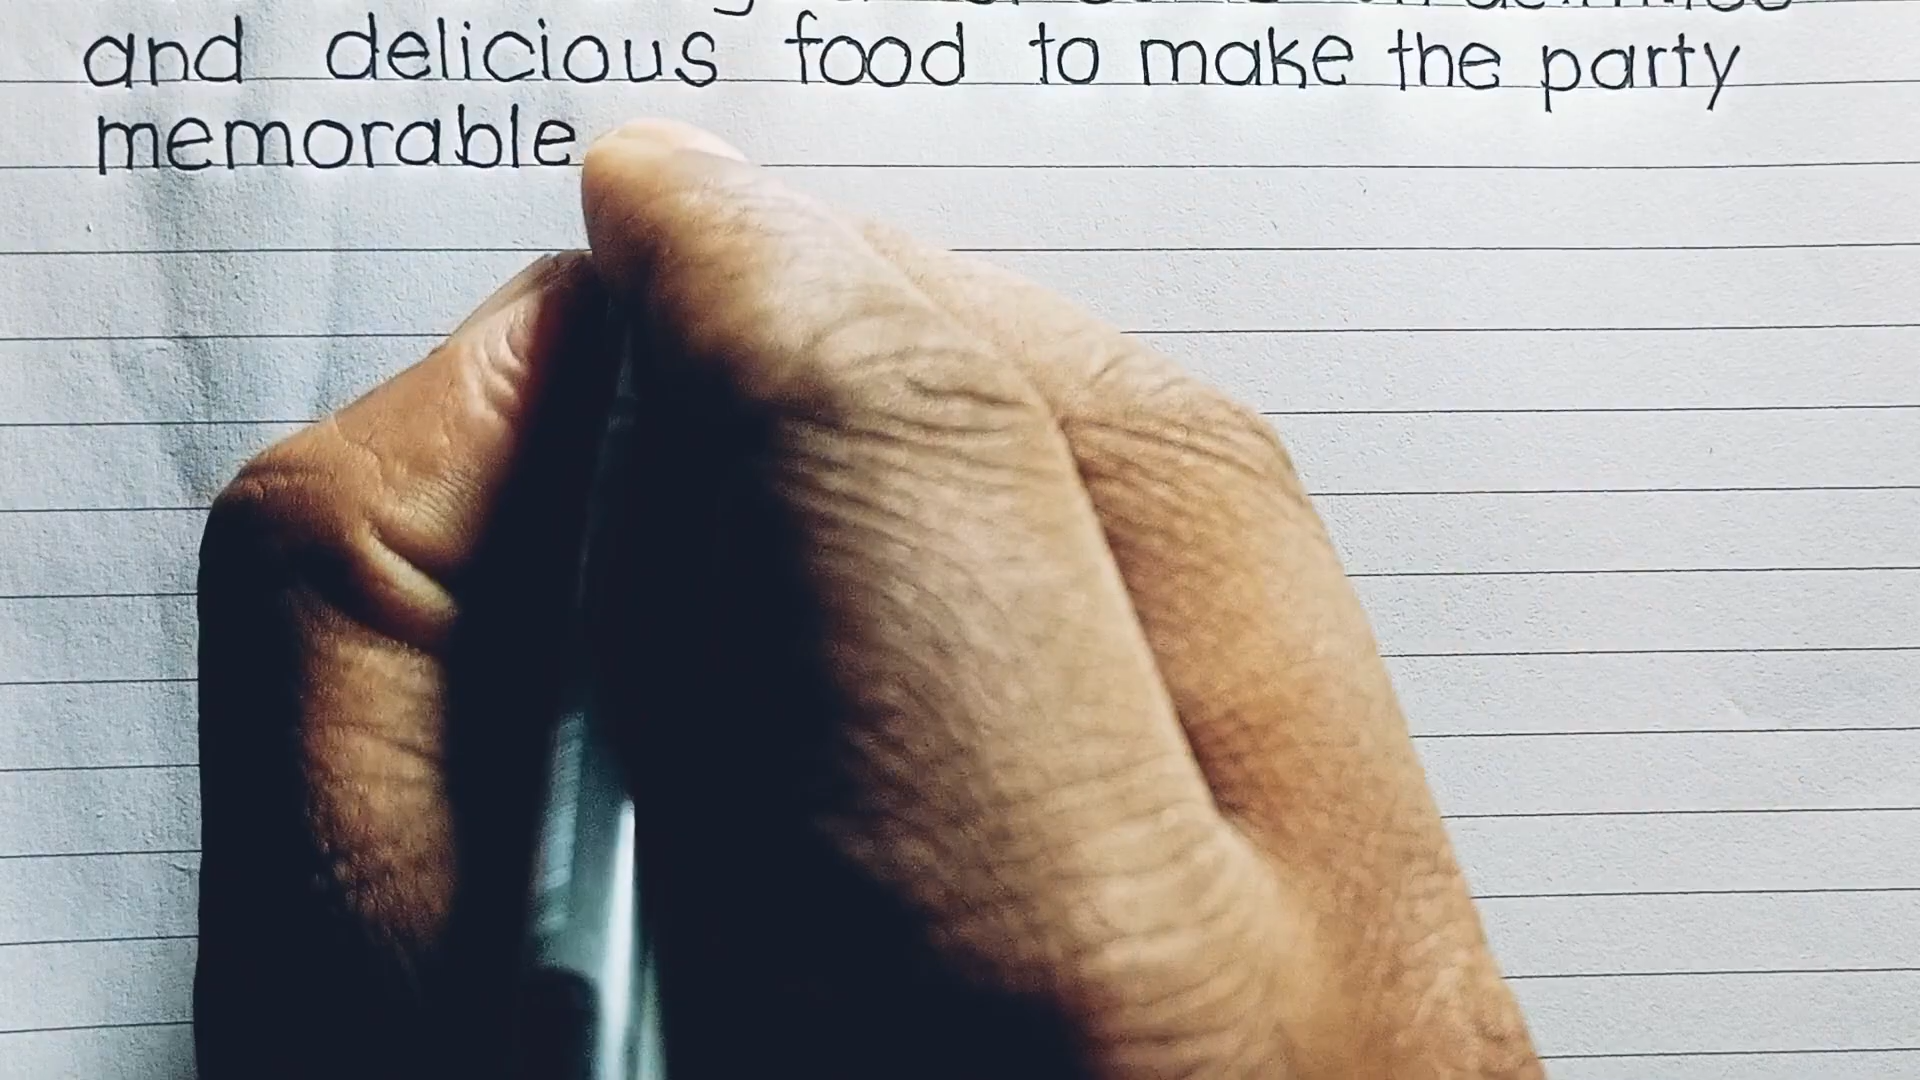 and delicious food to make the party
memorable